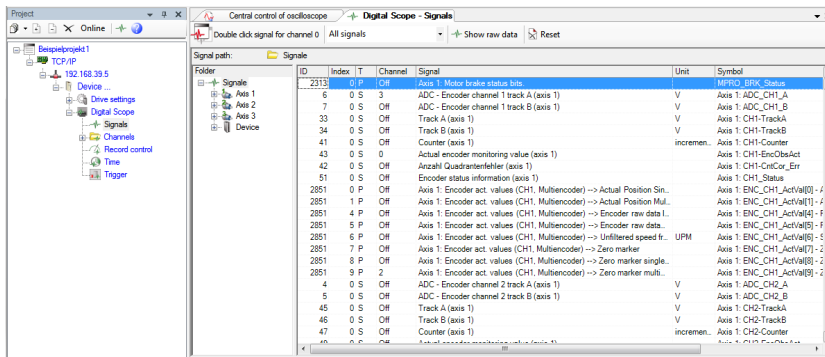 Project
Online
Beispielprojekt1
TCP/IP
192.168.39.5
Device ...
Drive settings
Digital Scope
Signals
Channels
Record control
Time
Trigger
Central control of oscilloscope
Digital Scope - Signals
Double click signal for channel 0 All signals Show raw data Reset
Signal path: Signale
Folder
Signale
Axis 1
Axis 2
Axis 3
Device
ID Index T Channel Signal Unit Symbol
2313 0 P Off Axis 1: Motor brake status bits. MPRO_BRK_Status
6 0 S 3 ADC - Encoder channel 1 track A (axis 1) V Axis 1: ADC_CH1_A
7 0 S Off ADC - Encoder channel 1 track B (axis 1) V Axis 1: ADC_CH1_B
33 0 S Off Track A (axis 1) V Axis 1: CH1-TrackA
34 0 S Off Track B (axis 1) V Axis 1: CH1-TrackB
41 0 S Off Counter (axis 1) incremen... Axis 1: CH1-Counter
43 0 S 0 Actual encoder monitoring value (axis 1) Axis 1: CH1-EncObsAct
42 0 S Off Anzahl Quadrantenfehler (axis 1) Axis 1: CH1-CntCor_Err
51 0 S Off Encoder status information (axis 1) Axis 1: CH1_Status
2851 0 P Off Axis 1: Encoder act. values (CH1, Multiencoder) --> Actual Position Sin... Axis 1: ENC_CH1_ActVal[0] - A
2851 1 P Off Axis 1: Encoder act. values (CH1, Multiencoder) --> Actual Position Mul... Axis 1: ENC_CH1_ActVal[1] - A
2851 4 P Off Axis 1: Encoder act. values (CH1, Multiencoder) --> Encoder raw data I... Axis 1: ENC_CH1_ActVal[4] - F
2851 5 P Off Axis 1: Encoder act. values (CH1, Multiencoder) --> Encoder raw data... Axis 1: ENC_CH1_ActVal[5] - F
2851 6 P Off Axis 1: Encoder act. values (CH1, Multiencoder) --> Unfiltered speed fr... UPM Axis 1: ENC_CH1_ActVal[6] - S
2851 7 P Off Axis 1: Encoder act. values (CH1, Multiencoder) --> Zero marker Axis 1: ENC_CH1_ActVal[7] - Z
2851 8 P Off Axis 1: Encoder act. values (CH1, Multiencoder) --> Zero marker single... Axis 1: ENC_CH1_ActVal[8] - Z
2851 9 P 2 Axis 1: Encoder act. values (CH1, Multiencoder) --> Zero marker multi... Axis 1: ENC_CH1_ActVal[9] - Z
4 0 S Off ADC - Encoder channel 2 track A (axis 1) V Axis 1: ADC_CH2_A
5 0 S Off ADC - Encoder channel 2 track B (axis 1) V Axis 1: ADC_CH2_B
45 0 S Off Track A (axis 1) V Axis 1: CH2-TrackA
46 0 S Off Track B (axis 1) V Axis 1: CH2-TrackB
47 0 S Off Counter (axis 1) incremen... Axis 1: CH2-Counter